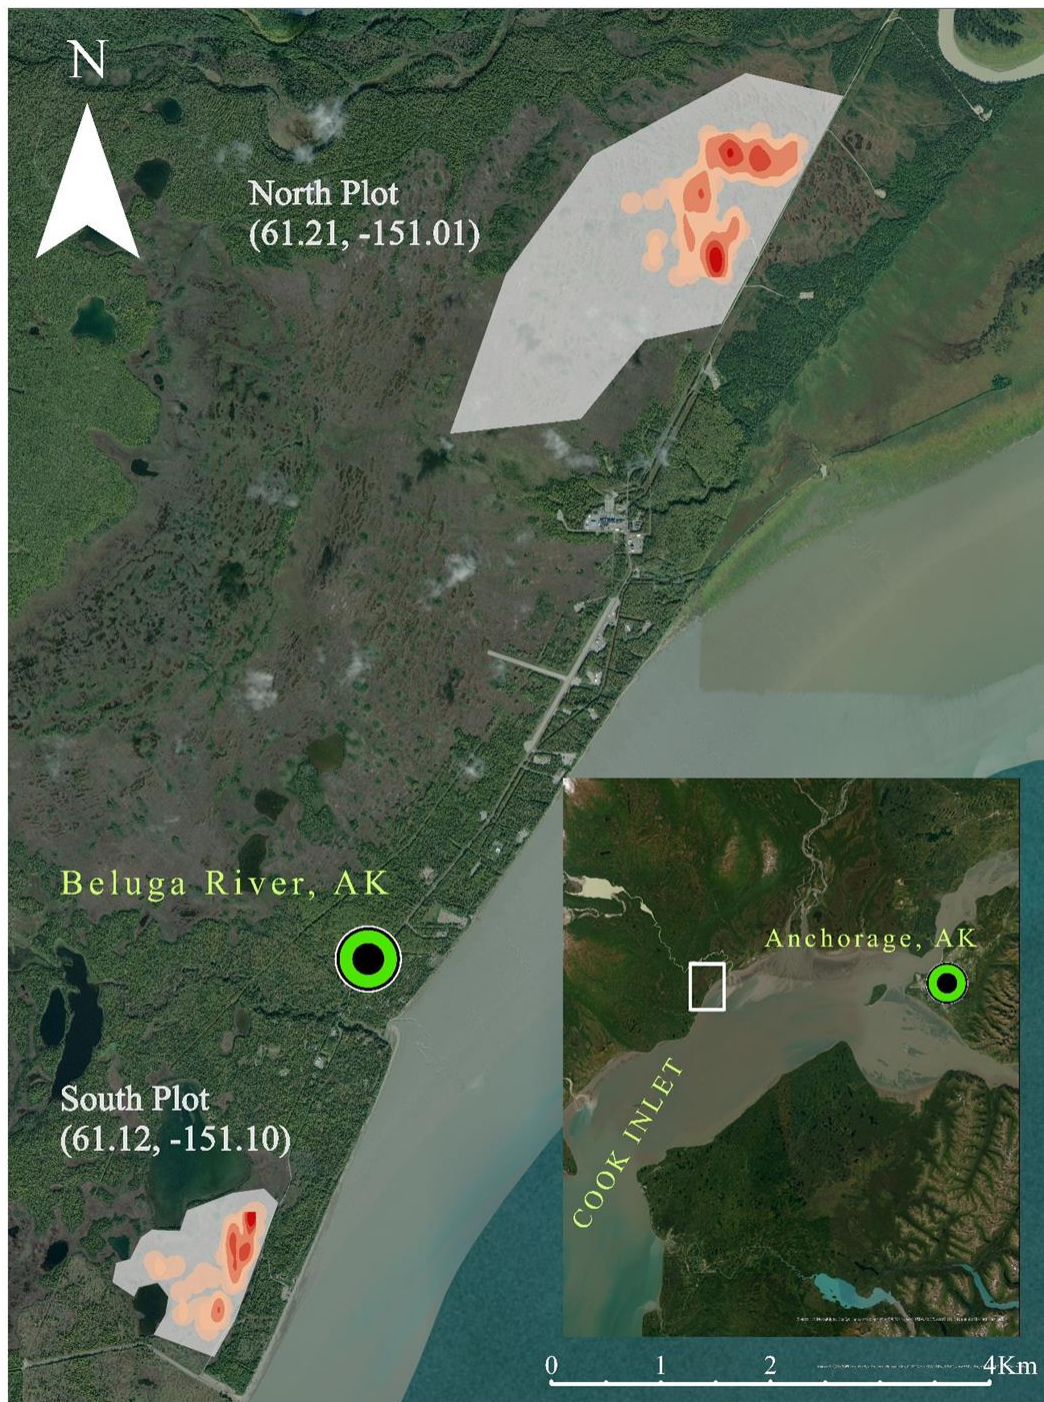 N
North Plot
(61.21, -151.01)
Beluga River, AK
Anchorage, AK
COOK INLET
South Plot
(61.12, -151.10)
0 1 2 4Km